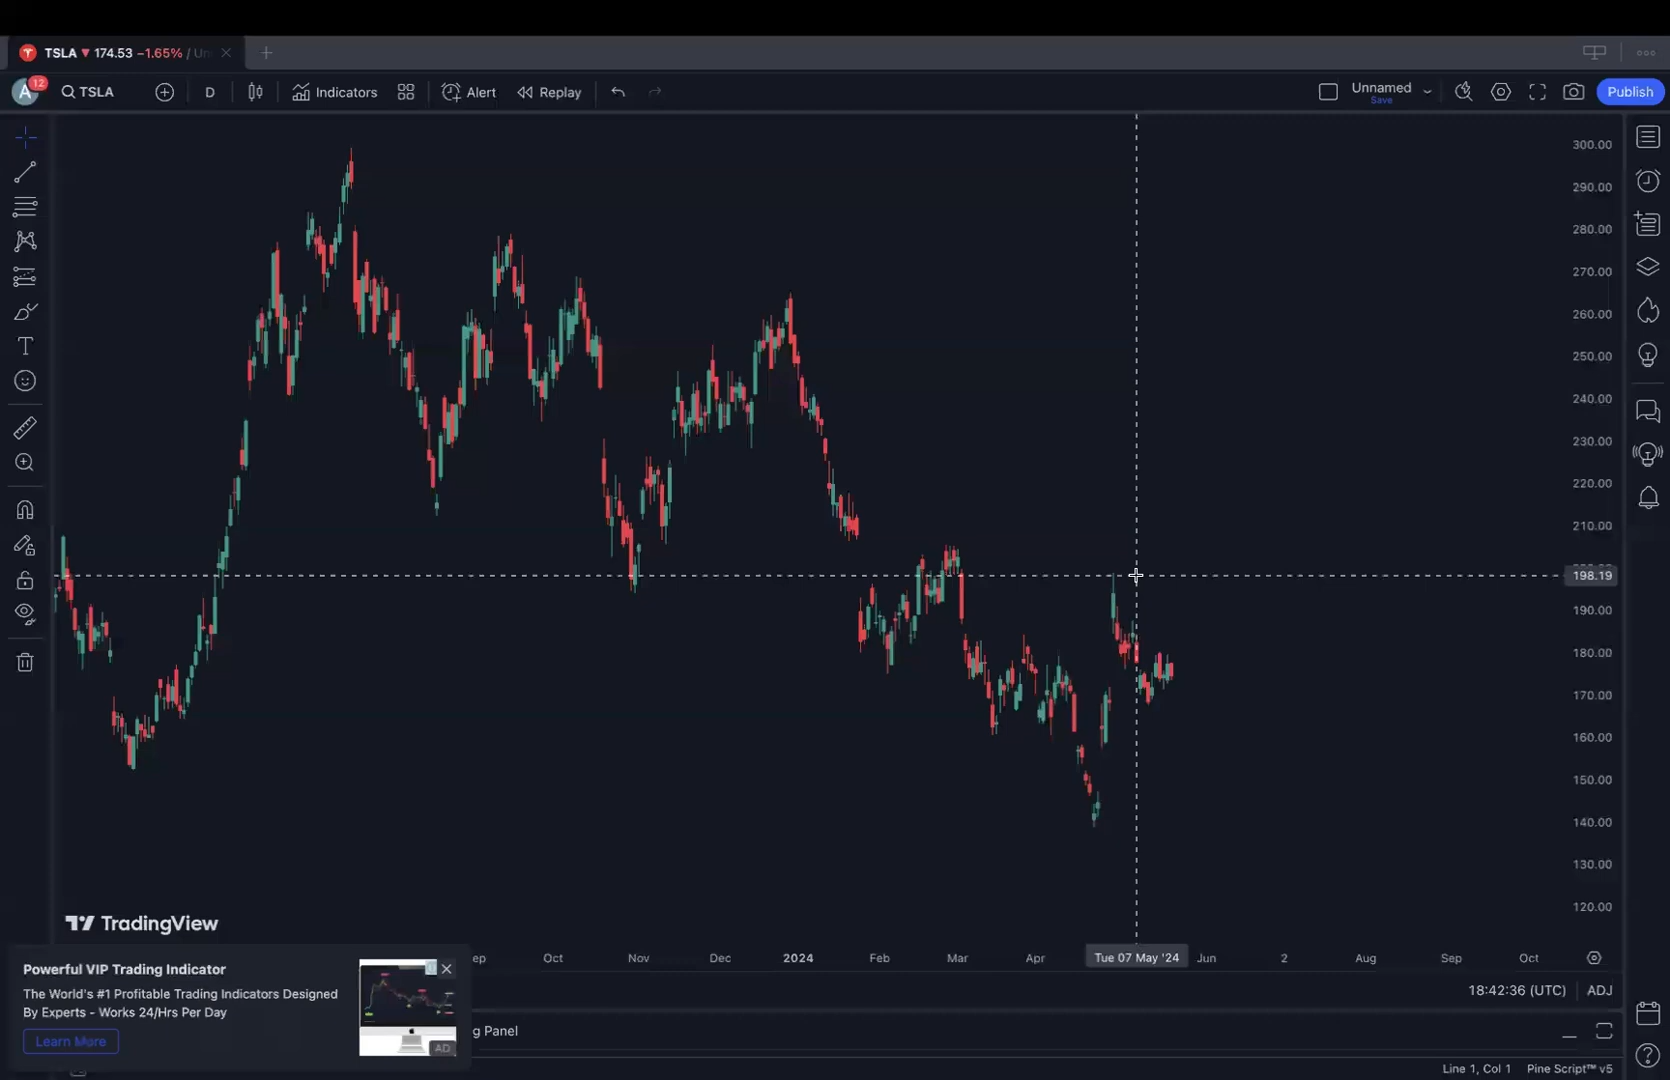 TSLA 174.53 −1.65% / Un
12
A
TSLA
D
Indicators
Alert
Replay
Unnamed
Save
Publish
300.00
290.00
280.00
270.00
260.00
250.00
240.00
230.00
220.00
210.00
198.19
190.00
180.00
170.00
160.00
150.00
140.00
130.00
120.00
TradingView
ep Oct Nov Dec 2024 Feb Mar Apr Tue 07 May '24 Jun 2 Aug Sep Oct
Powerful VIP Trading Indicator
The World's #1 Profitable Trading Indicators Designed
By Experts - Works 24/Hrs Per Day
Learn More
AD
18:42:36 (UTC) ADJ
g Panel
Line 1, Col 1 Pine Script™ v5